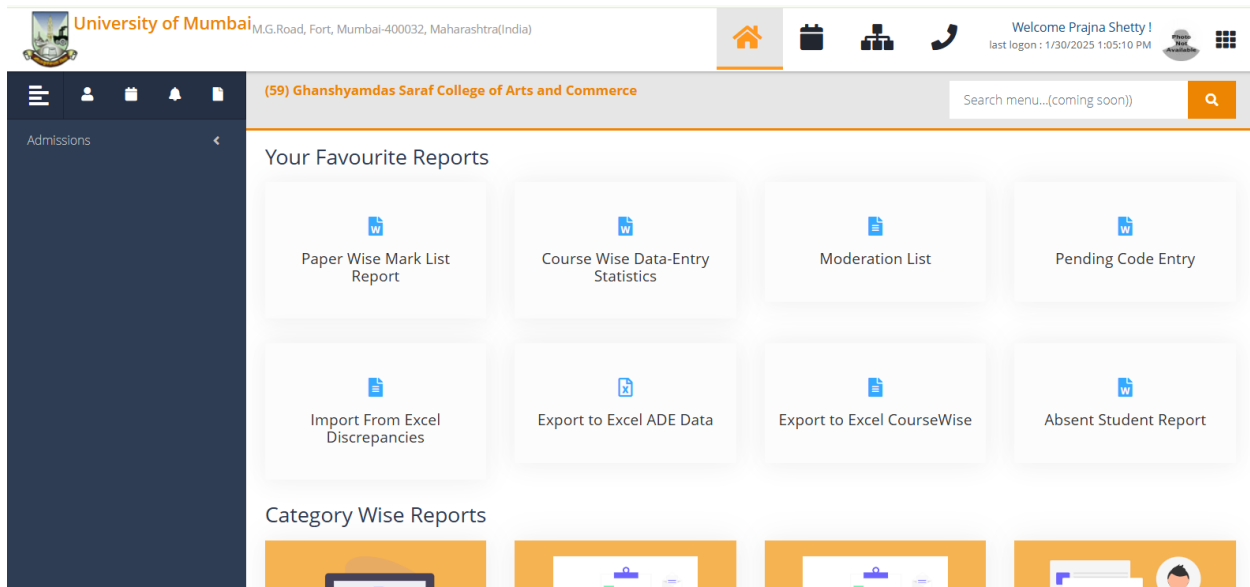 University of Mumbai M.G.Road, Fort, Mumbai-400032, Maharashtra(India)
Welcome Prajna Shetty !
last logon : 1/30/2025 1:05:10 PM
Photo
Not
Available
(59) Ghanshyamdas Saraf College of Arts and Commerce
Search menu...(coming soon))
Admissions
Your Favourite Reports
Paper Wise Mark List
Report
Course Wise Data-Entry
Statistics
Moderation List
Pending Code Entry
Import From Excel
Discrepancies
Export to Excel ADE Data
Export to Excel CourseWise
Absent Student Report
Category Wise Reports